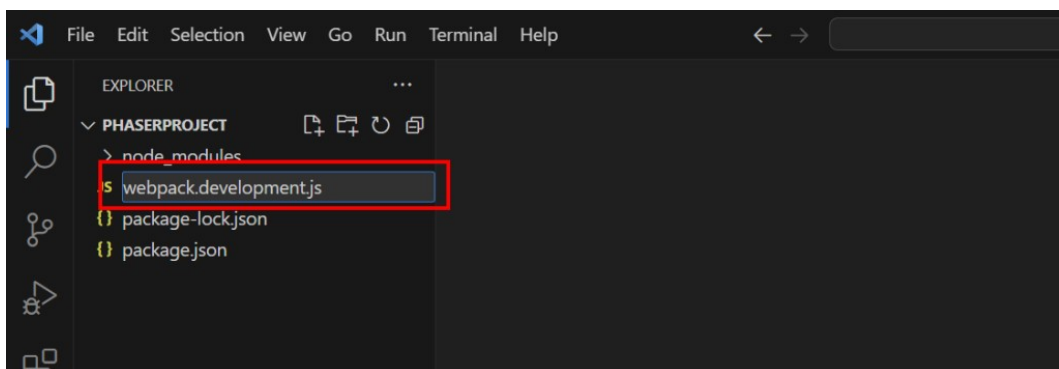 File Edit Selection View Go Run Terminal Help
EXPLORER
PHASERPROJECT
node_modules
JS webpack.development.js
{} package-lock.json
{} package.json